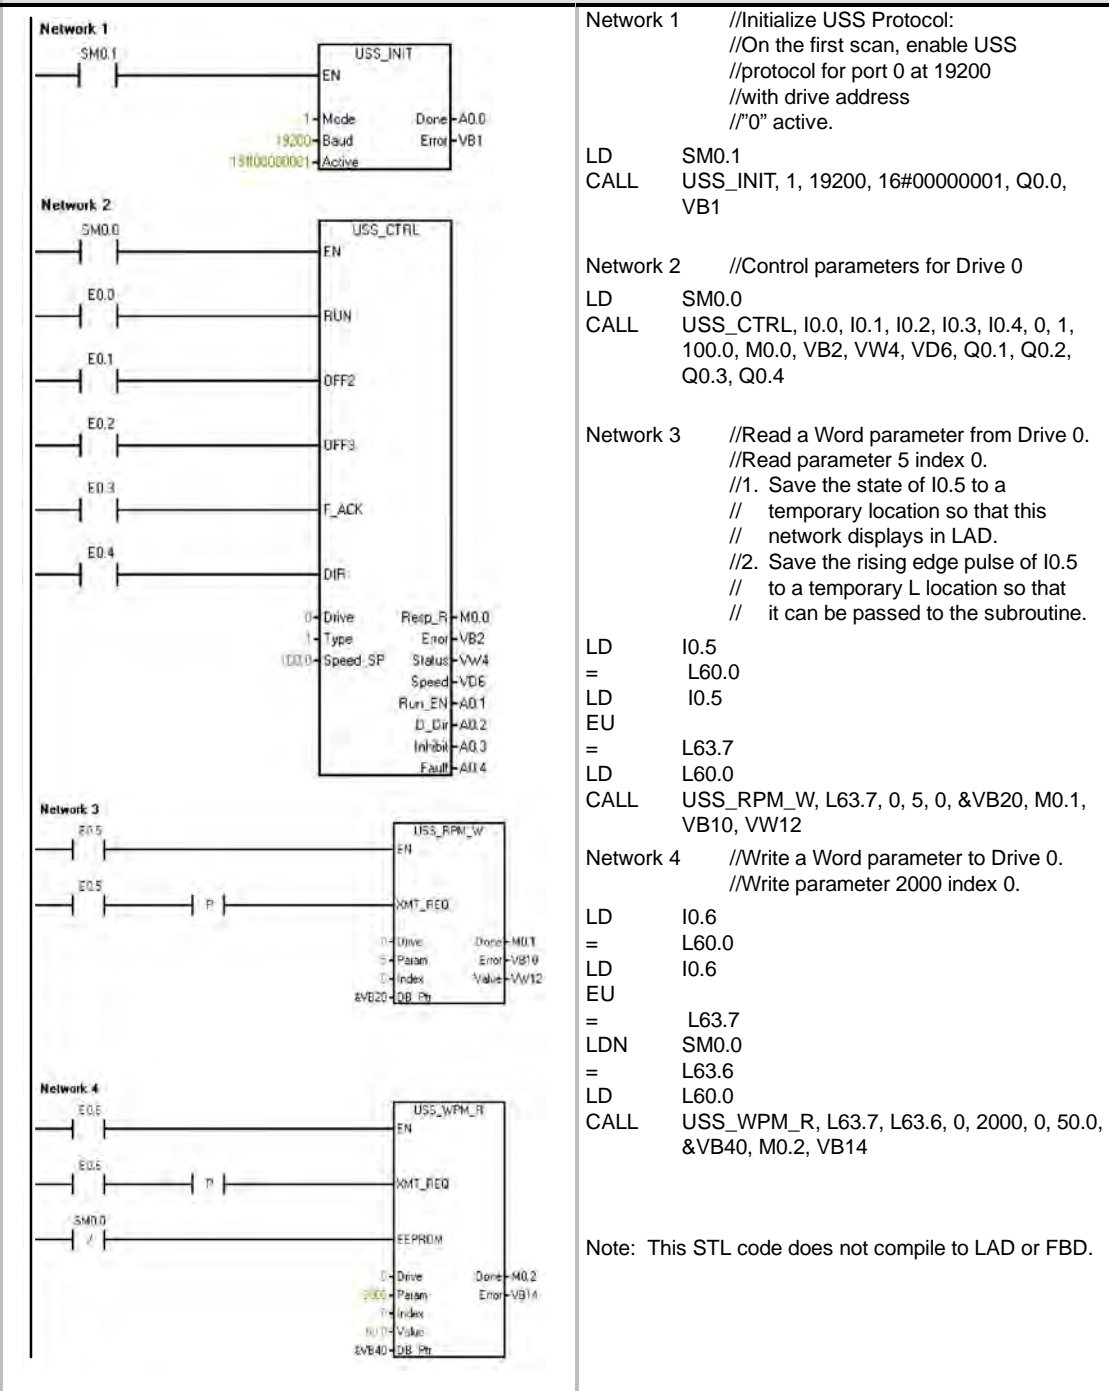 Network 1
SM0.1
USS_INIT
EN
1 Mode Done A0.0
19200 Baud Error VB1
16#00000001 Active
Network 2
SM0.0
USS_CTRL
EN
E0.0
RUN
E0.1
OFF2
E0.2
OFF3
E0.3
F_ACK
E0.4
DIR
0 Drive Resp_R M0.0
1 Type Error VB2
100.0 Speed_SP Status VW4
Speed VD6
Run_EN A0.1
D_Dir A0.2
Inhibit A0.3
Fault A0.4
Network 3
E0.5
USS_RPM_W
EN
E0.5
P
XMT_REQ
0 Drive Done M0.1
5 Param Error VB10
0 Index Value VW12
&VB20 DB_Ptr
Network 4
E0.6
USS_WPM_R
EN
E0.6
P
XMT_REQ
SM0.0
/
EEPROM
0 Drive Done M0.2
2000 Param Error VB14
0 Index
50.0 Value
&VB40 DB_Ptr
Network 1 //Initialize USS Protocol:
//On the first scan, enable USS
//protocol for port 0 at 19200
//with drive address
//"0" active.
LD SM0.1
CALL USS_INIT, 1, 19200, 16#00000001, Q0.0,
VB1
Network 2 //Control parameters for Drive 0
LD SM0.0
CALL USS_CTRL, I0.0, I0.1, I0.2, I0.3, I0.4, 0, 1,
100.0, M0.0, VB2, VW4, VD6, Q0.1, Q0.2,
Q0.3, Q0.4
Network 3 //Read a Word parameter from Drive 0.
//Read parameter 5 index 0.
//1. Save the state of I0.5 to a
// temporary location so that this
// network displays in LAD.
//2. Save the rising edge pulse of I0.5
// to a temporary L location so that
// it can be passed to the subroutine.
LD I0.5
= L60.0
LD I0.5
EU
= L63.7
LD L60.0
CALL USS_RPM_W, L63.7, 0, 5, 0, &VB20, M0.1,
VB10, VW12
Network 4 //Write a Word parameter to Drive 0.
//Write parameter 2000 index 0.
LD I0.6
= L60.0
LD I0.6
EU
= L63.7
LDN SM0.0
= L63.6
LD L60.0
CALL USS_WPM_R, L63.7, L63.6, 0, 2000, 0, 50.0,
&VB40, M0.2, VB14
Note: This STL code does not compile to LAD or FBD.